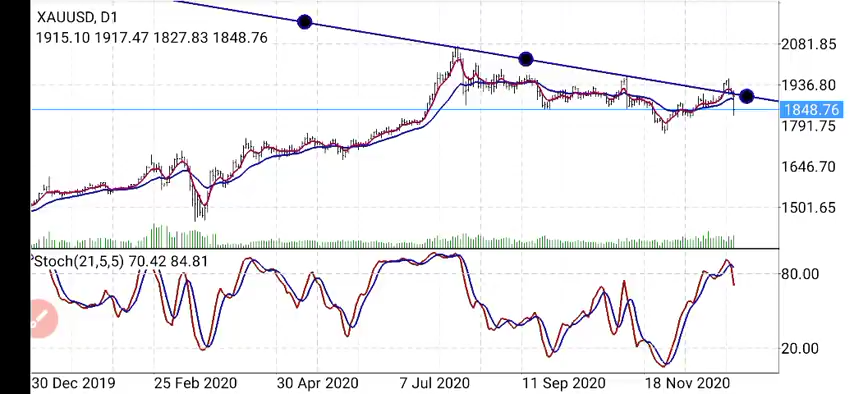 XAUUSD, D1
1915.10 1917.47 1827.83 1848.76
2081.85
1936.80
1848.76
1791.75
1646.70
1501.65
Stoch(21,5,5) 70.42 84.81
80.00
20.00
30 Dec 2019 25 Feb 2020 30 Apr 2020 7 Jul 2020 11 Sep 2020 18 Nov 2020